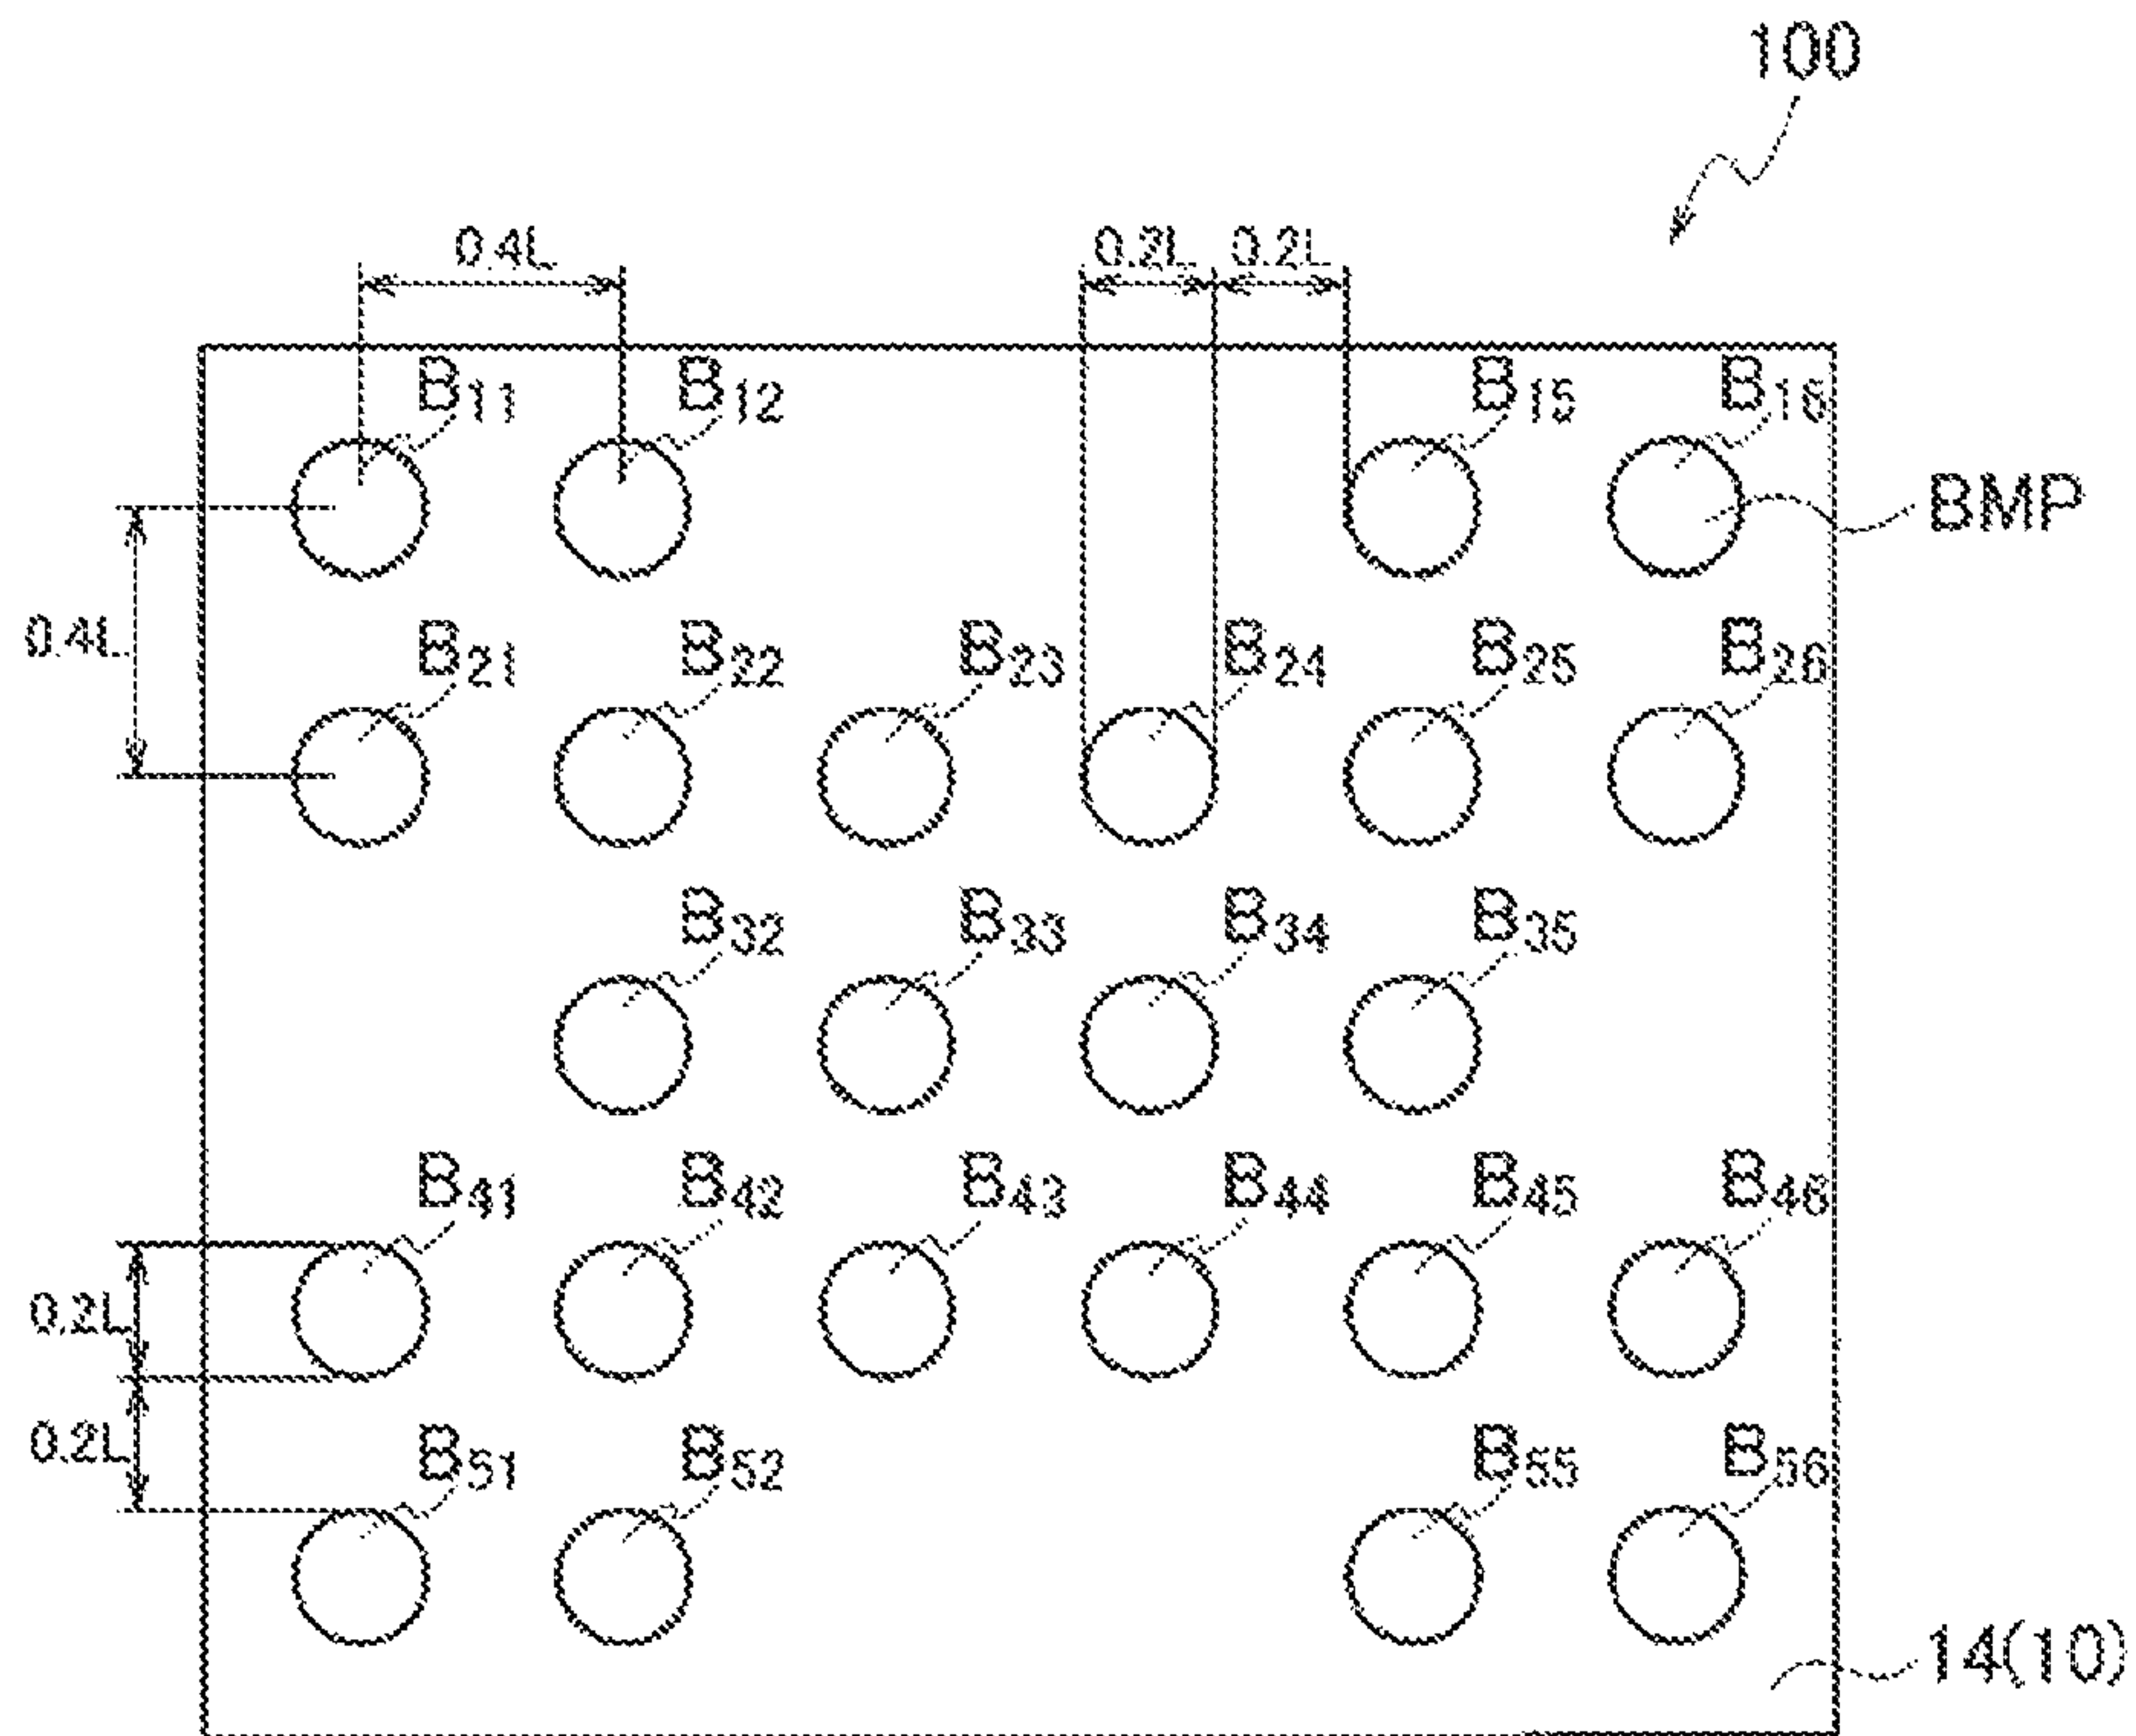 100
0.4L 0.2L 0.2L
B11 B12 B15 B16
BMP
0.4L
B21 B22 B23 B24 B25 B26
B32 B33 B34 B35
B41 B42 B43 B44 B45 B46
0.2L
0.2L
B51 B52 B55 B56
14(10)